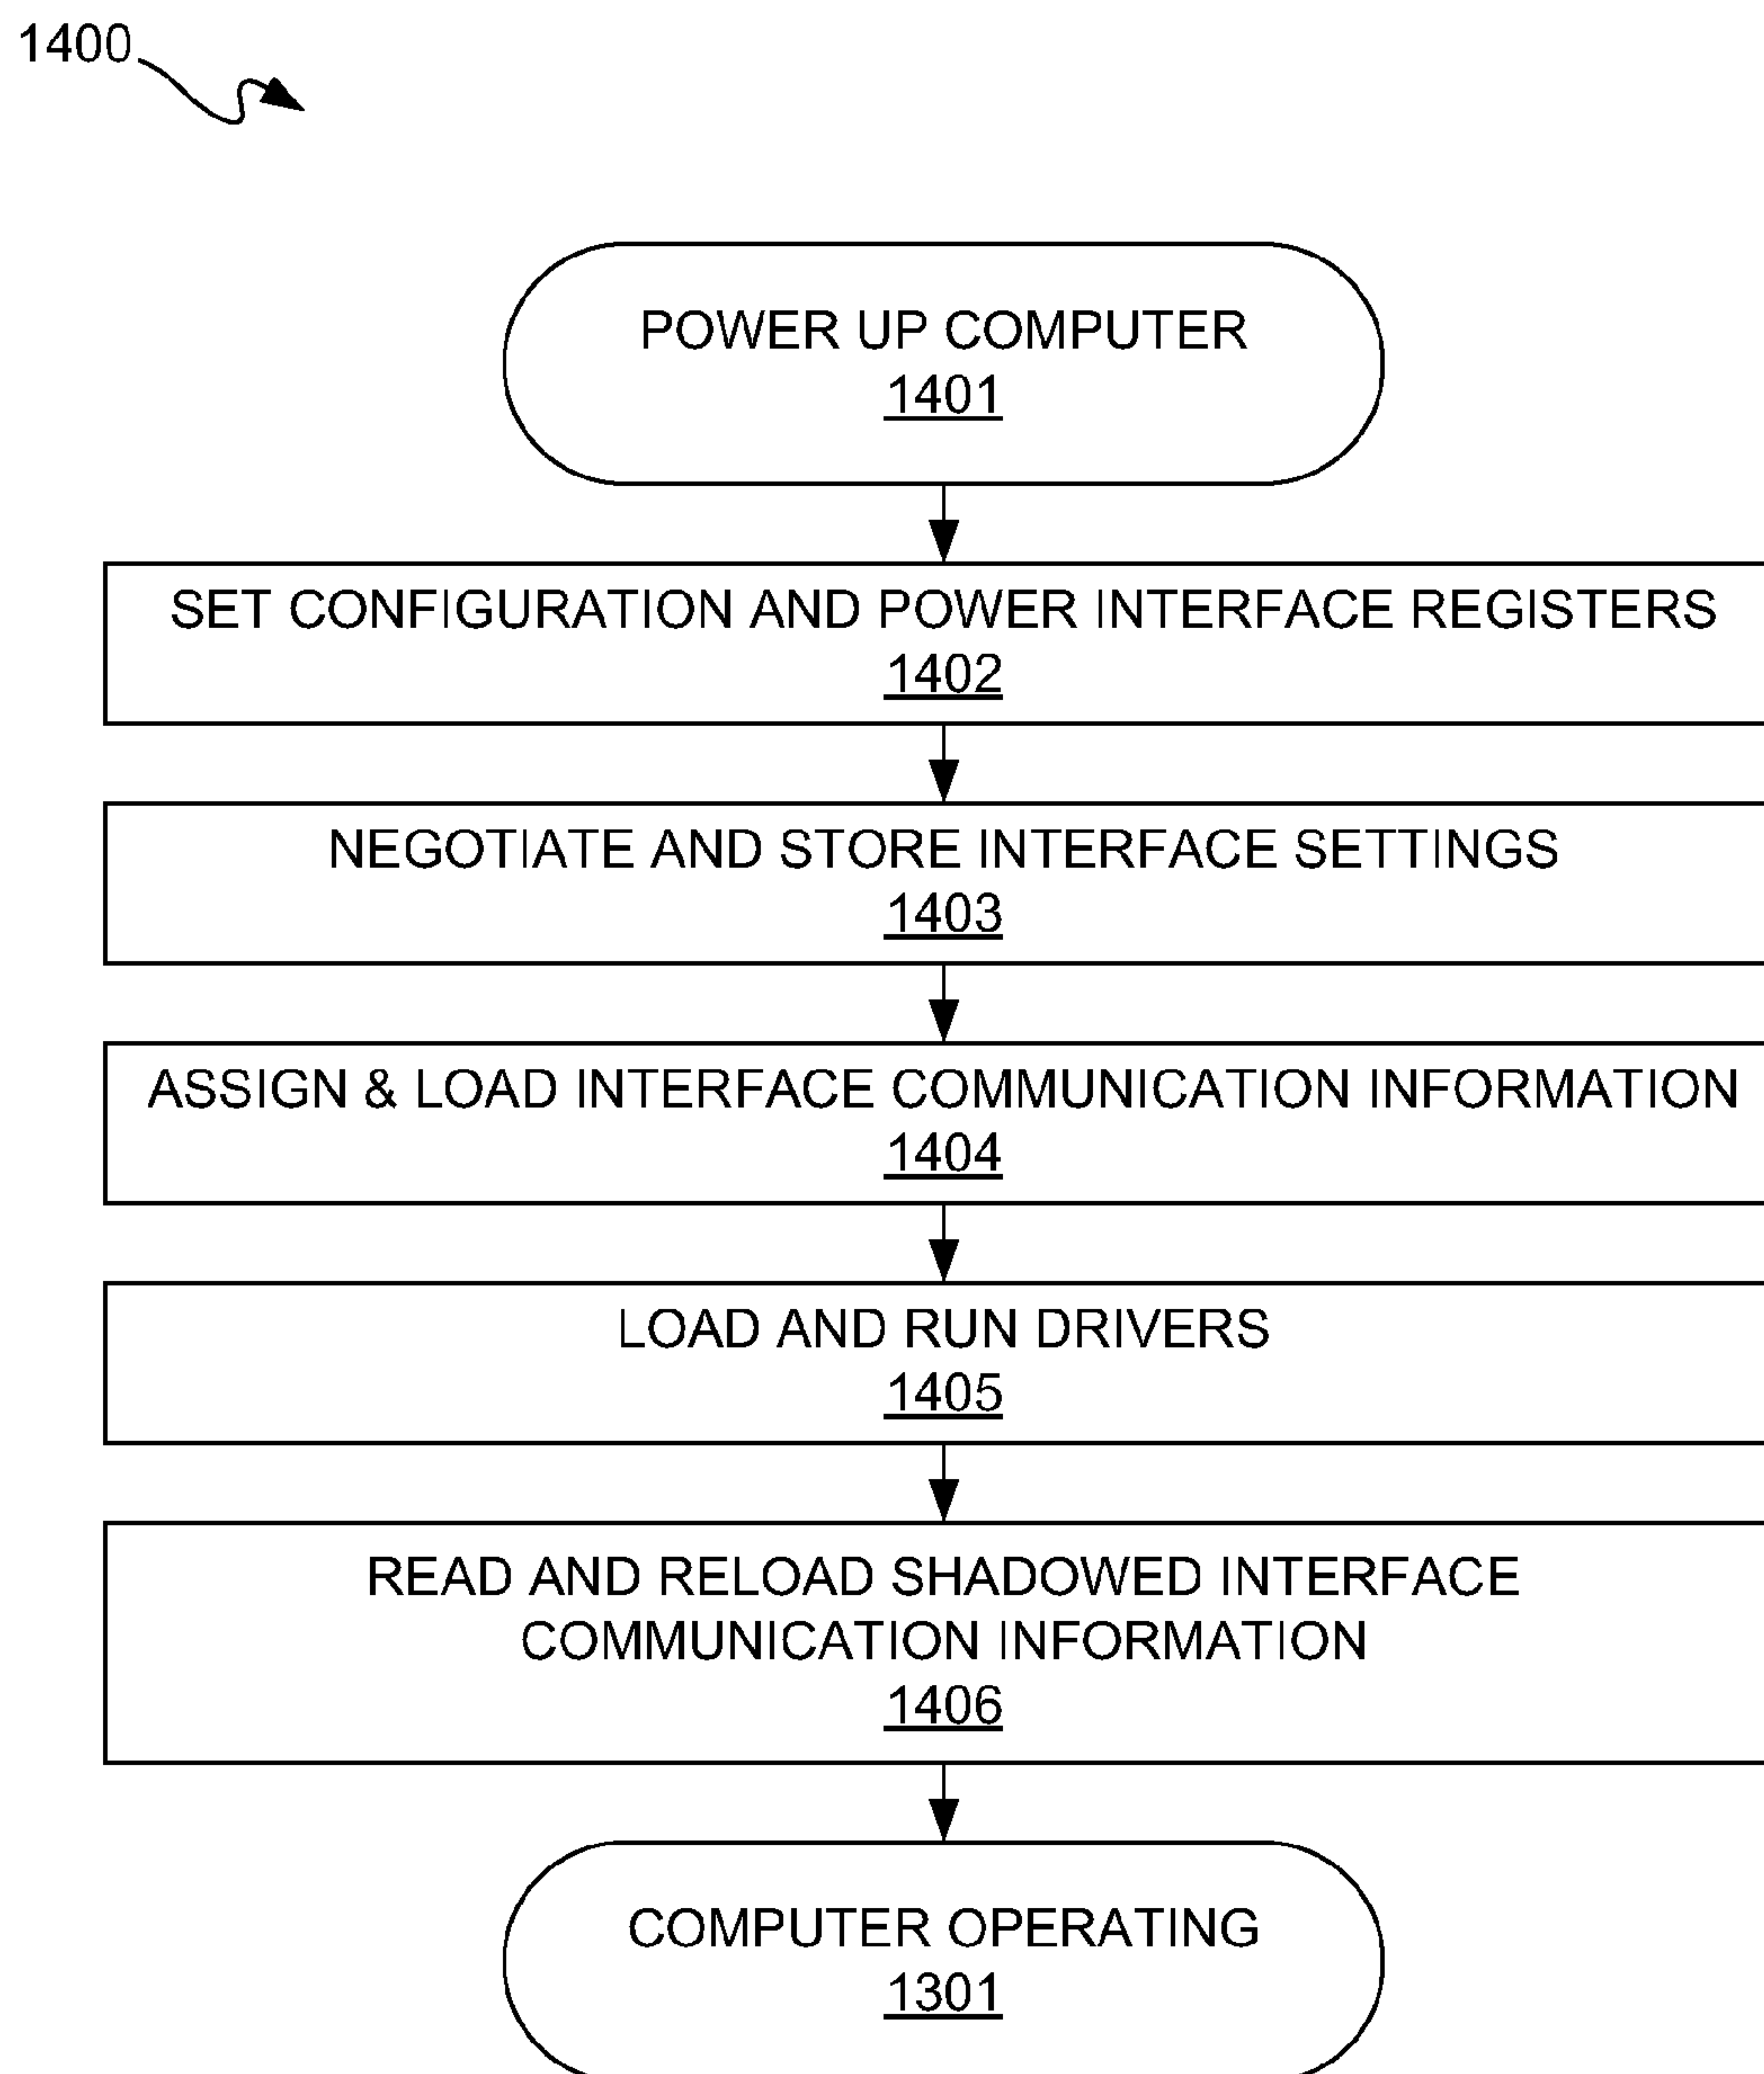 1400
POWER UP COMPUTER
1401
SET CONFIGURATION AND POWER INTERFACE REGISTERS
1402
NEGOTIATE AND STORE INTERFACE SETTINGS
1403
ASSIGN & LOAD INTERFACE COMMUNICATION INFORMATION
1404
LOAD AND RUN DRIVERS
1405
READ AND RELOAD SHADOWED INTERFACE
COMMUNICATION INFORMATION
1406
COMPUTER OPERATING
1301